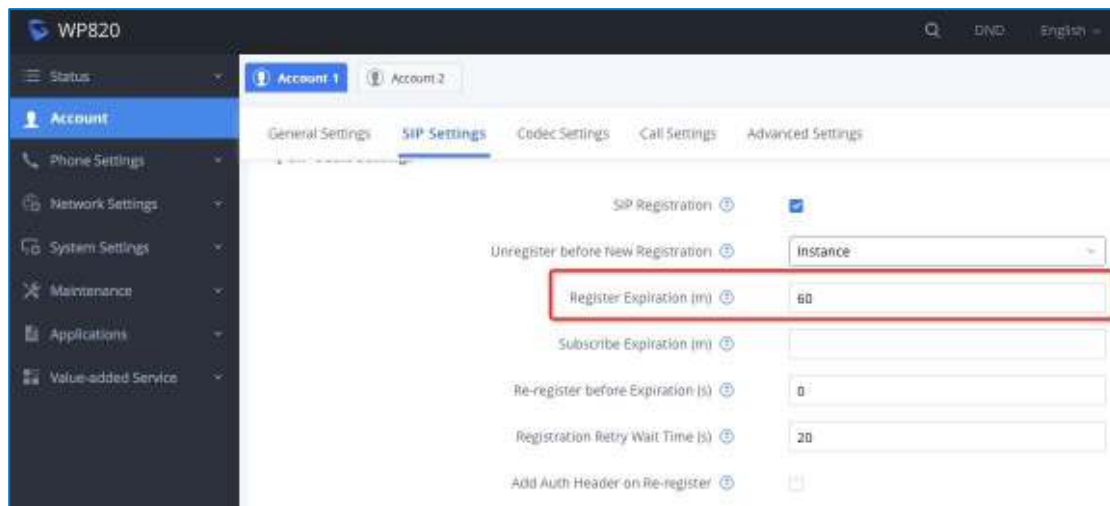 WP820
DND
English
Status
Account
Phone Settings
Network Settings
System Settings
Maintenance
Applications
Value-added Service
Account 1
Account 2
General Settings
SIP Settings
Codec Settings
Call Settings
Advanced Settings
SIP Registration
Unregister before New Registration
Instance
Register Expiration (m)
60
Subscribe Expiration (m)
Re-register before Expiration (s)
0
Registration Retry Wait Time (s)
20
Add Auth Header on Re-register